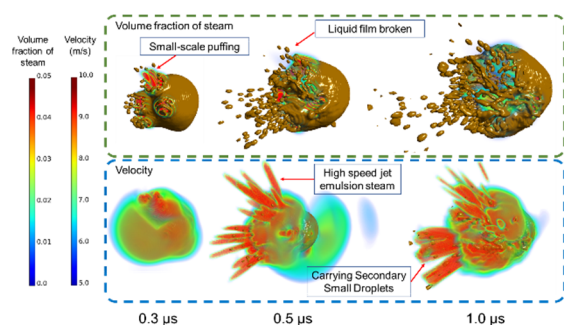 Volume fraction of steam
Small-scale puffing
Liquid film broken
Volume
fraction of
steam
Velocity
(m/s)
0.05
0.04
0.03
0.02
0.01
0.0
10.0
9.0
8.0
7.0
6.0
5.0
Velocity
High speed jet
emulsion steam
Carrying Secondary
Small Droplets
0.3 μs
0.5 μs
1.0 μs